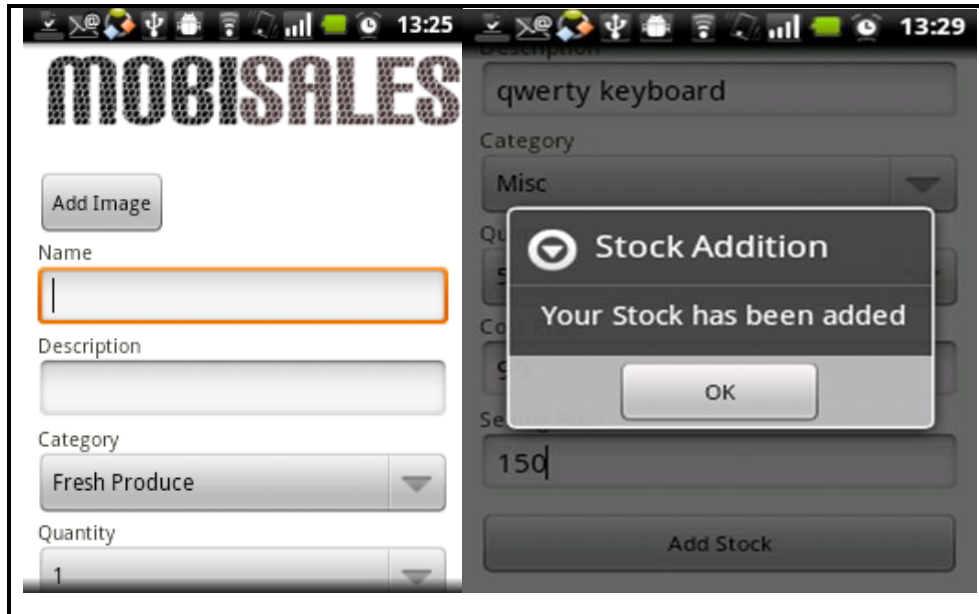 13:25
MOBISALES
Add Image
Name
Description
Category
Fresh Produce
Quantity
1
13:29
Description
qwerty keyboard
Category
Misc
Stock Addition
Your Stock has been added
OK
150
Add Stock